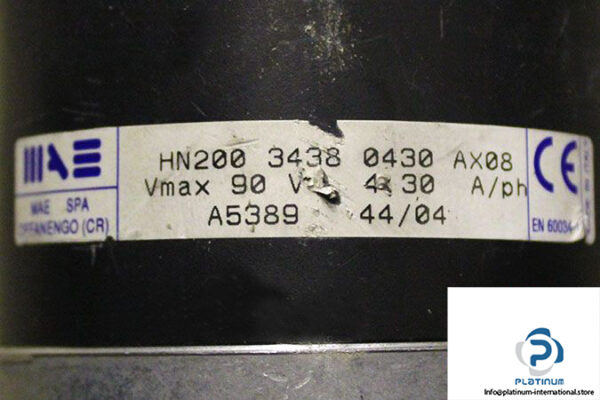 MAE
MAE SPA
OFFANENGO (CR)
HN200 3438 0430 AX08
Vmax 90 V 4.30 A/ph
A5389 44/04
CE
EN 60034
PLATINUM
Info@platinum-international.store